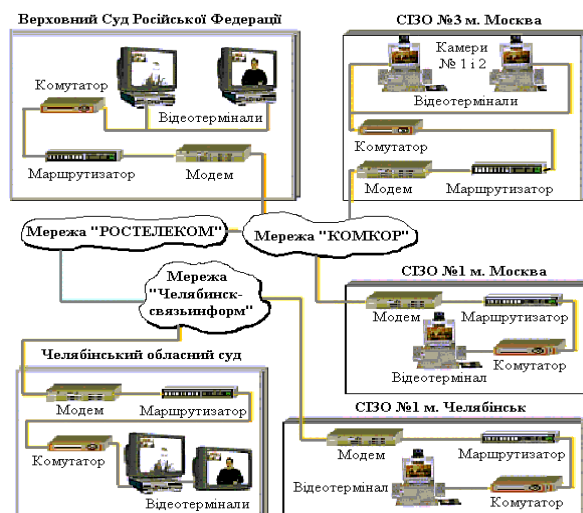 Верховний Суд Російської Федерації
Комутатор
Відеотермінали
Маршрутизатор
Модем
СІЗО №3 м. Москва
Камери
№ 1 і 2
Відеотермінали
Комутатор
Модем
Маршрутизатор
Мережа "РОСТЕЛЕКОМ"
Мережа "КОМКОР"
Мережа
"Челябинск-
связьинформ"
СІЗО №1 м. Москва
Модем
Маршрутизатор
Відеотермінал
Комутатор
Челябінський обласний суд
Модем
Маршрутизатор
Комутатор
Відеотермінали
СІЗО №1 м. Челябінськ
Модем
Маршрутизатор
Відеотермінал
Комутатор